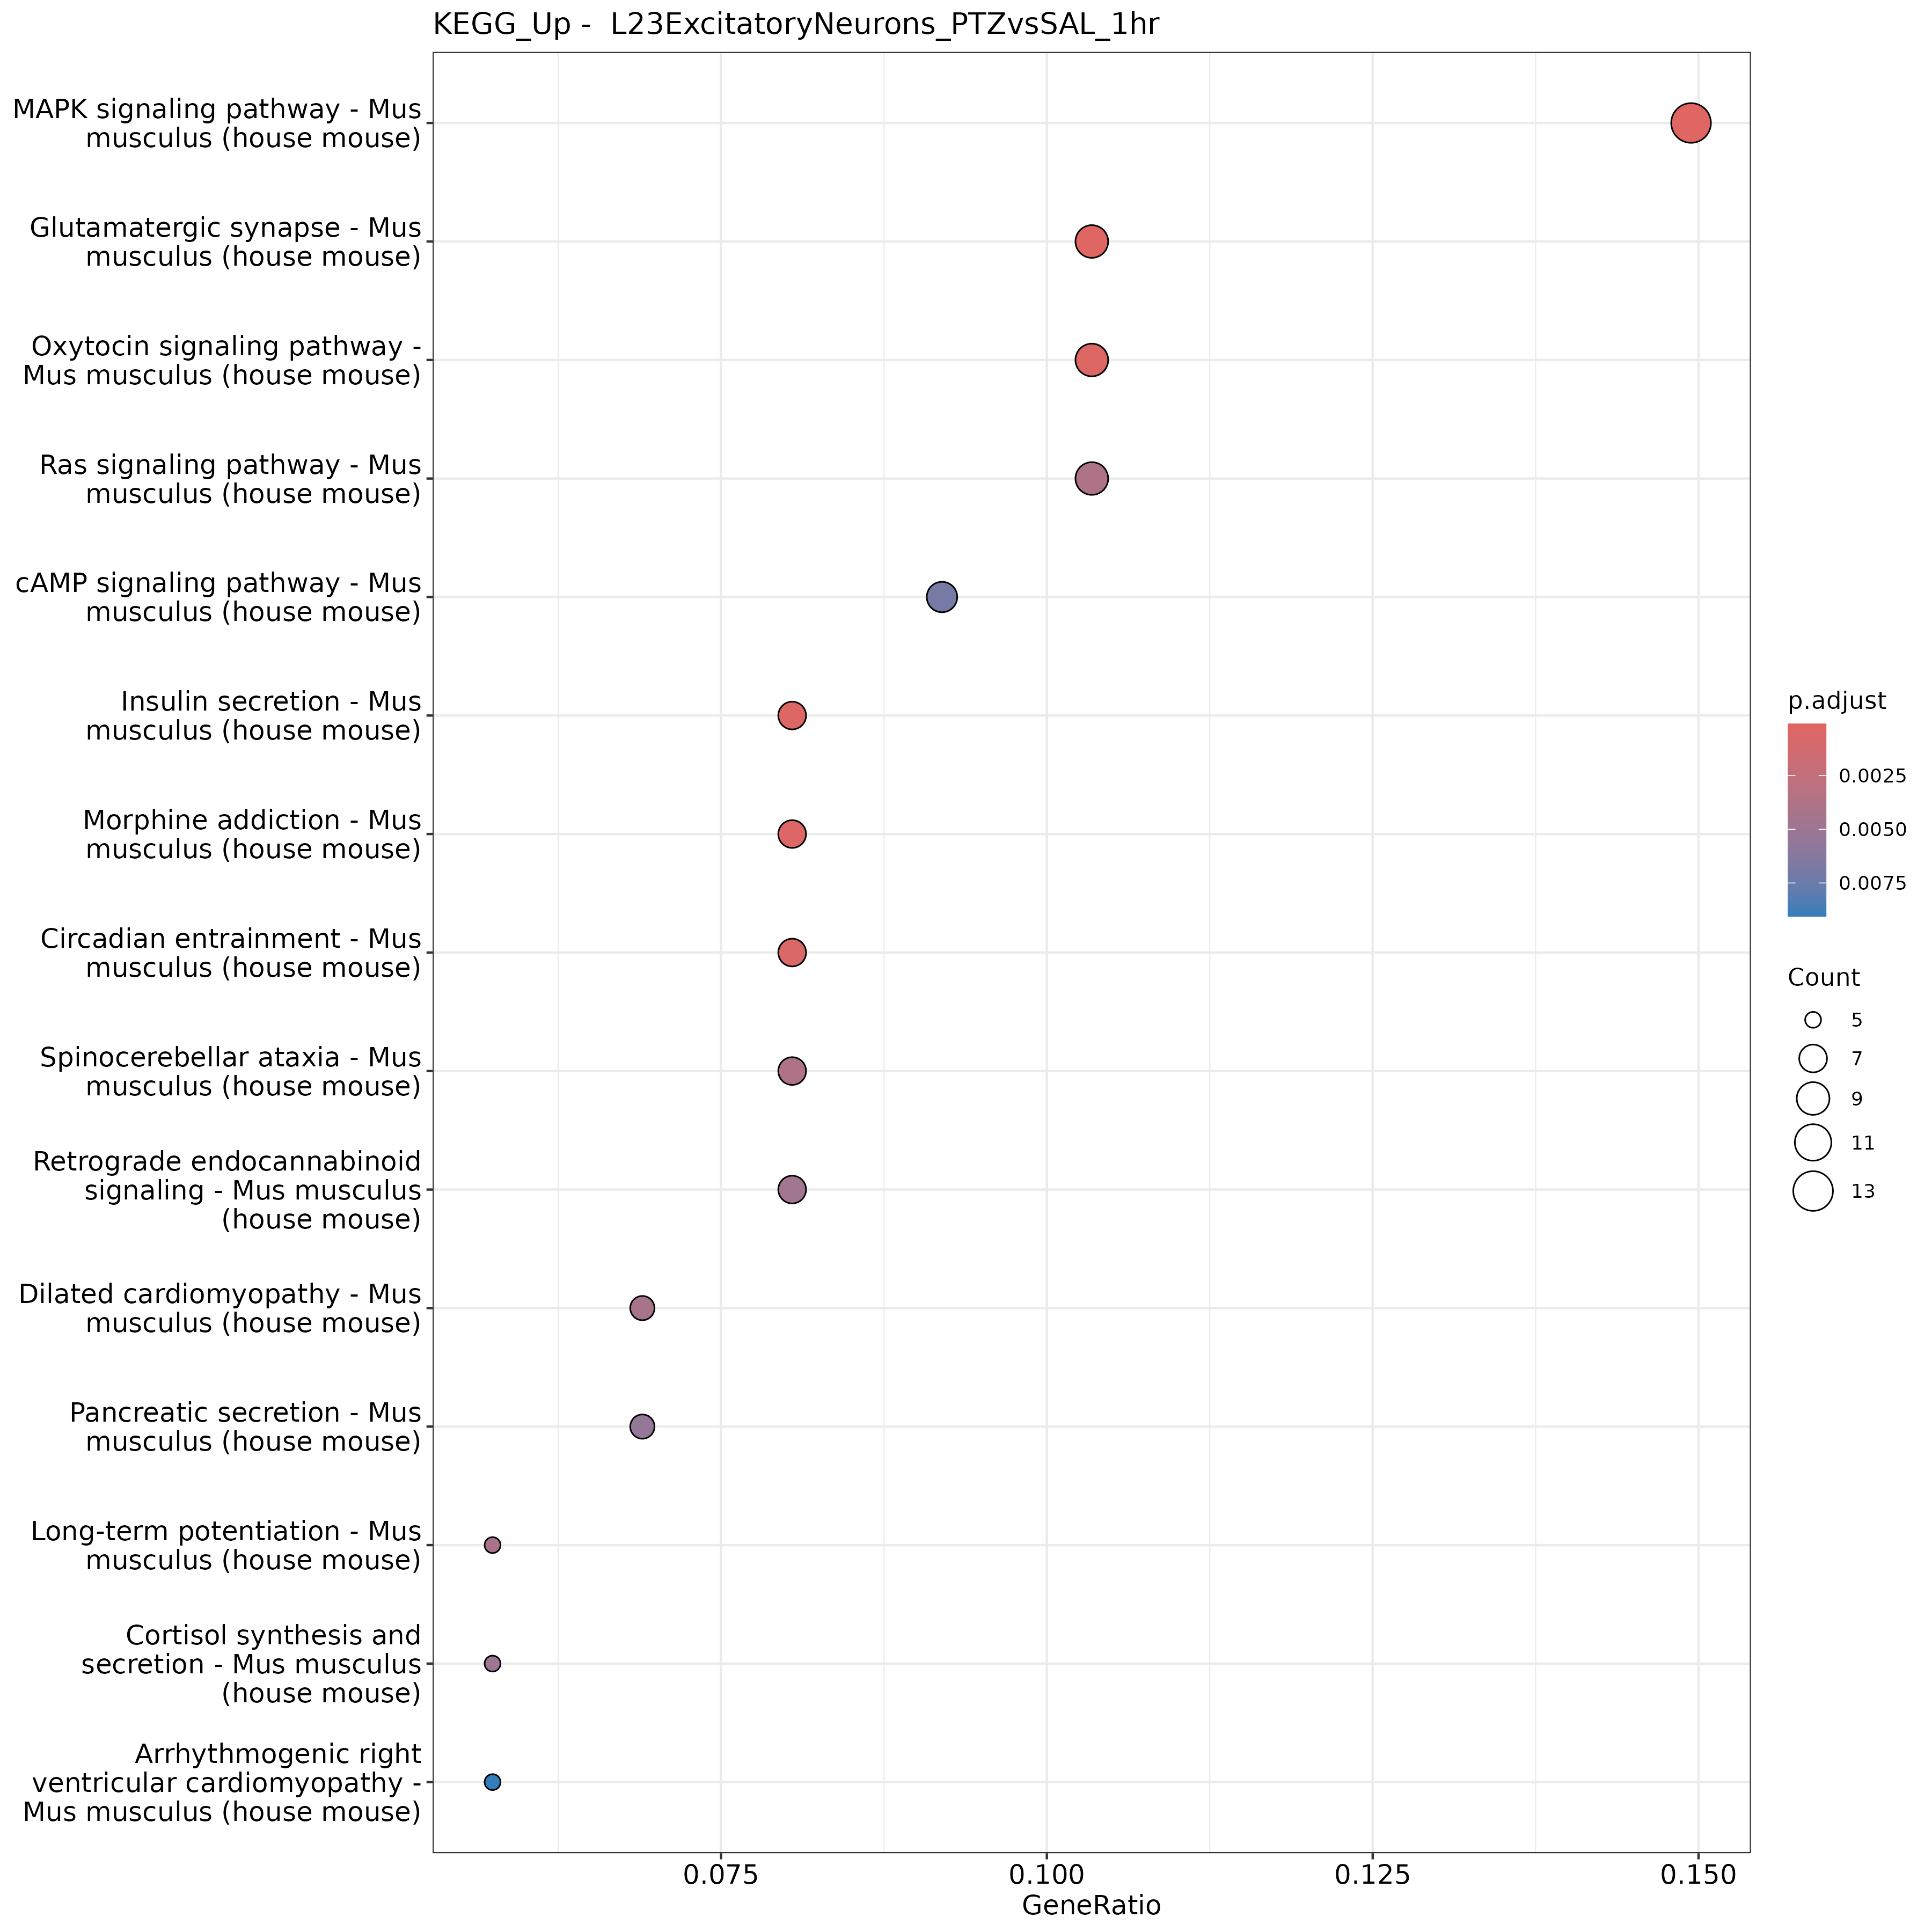 KEGG_Up -  L23ExcitatoryNeurons_PTZvsSAL_1hr
MAPK signaling pathway - Mus
musculus (house mouse)
Glutamatergic synapse - Mus
musculus (house mouse)
Oxytocin signaling pathway -
Mus musculus (house mouse)
Ras signaling pathway - Mus
musculus (house mouse)
cAMP signaling pathway - Mus
musculus (house mouse)
Insulin secretion - Mus
musculus (house mouse)
Morphine addiction - Mus
musculus (house mouse)
Circadian entrainment - Mus
musculus (house mouse)
Spinocerebellar ataxia - Mus
musculus (house mouse)
Retrograde endocannabinoid
signaling - Mus musculus
(house mouse)
Dilated cardiomyopathy - Mus
musculus (house mouse)
Pancreatic secretion - Mus
musculus (house mouse)
Long-term potentiation - Mus
musculus (house mouse)
Cortisol synthesis and
secretion - Mus musculus
(house mouse)
Arrhythmogenic right
ventricular cardiomyopathy -
Mus musculus (house mouse)
0.075 0.100 0.125 0.150
GeneRatio
p.adjust
0.0025
0.0050
0.0075
Count
5
7
9
11
13